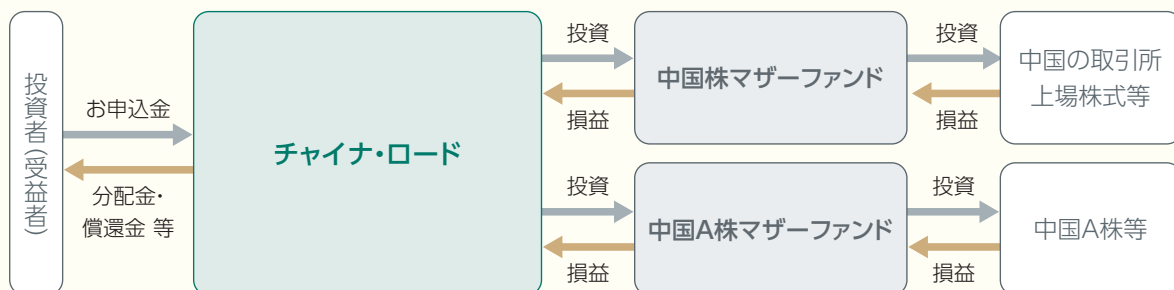 投資者（受益者）
お申込金
分配金・
償還金 等
チャイナ・ロード
投資
損益
中国株マザーファンド
投資
損益
中国の取引所
上場株式等
投資
損益
中国A株マザーファンド
投資
損益
中国A株等